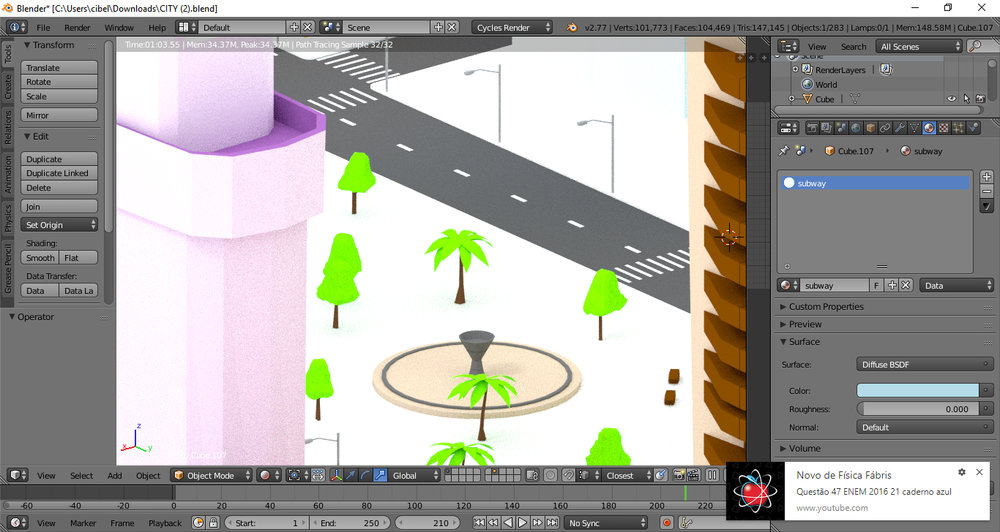 Blender* [C:\Users\cibel\Downloads\CITY (2).blend]
File Render Window Help Default Scene Cycles Render v2.77 | Verts:101,773 | Faces:104,469 | Tris:147,145 | Objects:1/283 | Lamps:0/1 | Mem:148.58M | Cube.107
Time:01:03.55 | Mem:34.37M, Peak:34.37M | Path Tracing Sample 32/32
Tools
Create
Relations
Animation
Physics
Grease Pencil
Transform
Translate
Rotate
Scale
Mirror
Edit
Duplicate
Duplicate Linked
Delete
Join
Set Origin
Shading:
Smooth Flat
Data Transfer:
Data Data La
Operator
z
x y
Cube.107
View Search All Scenes
Scene
RenderLayers
World
Cube
Cube.107 subway
subway
subway F Data
Custom Properties
Preview
Surface
Surface: Diffuse BSDF
Color:
Roughness: 0.000
Normal: Default
Volume
View Select Add Object Object Mode Global Closest
-60 -40 -20 0 20 40 60 80 100 120 140 160 180 200 220
View Marker Frame Playback Start: 1 End: 250 210 No Sync
Novo de Física Fábris
Questão 47 ENEM 2016 21 caderno azul
www.youtube.com